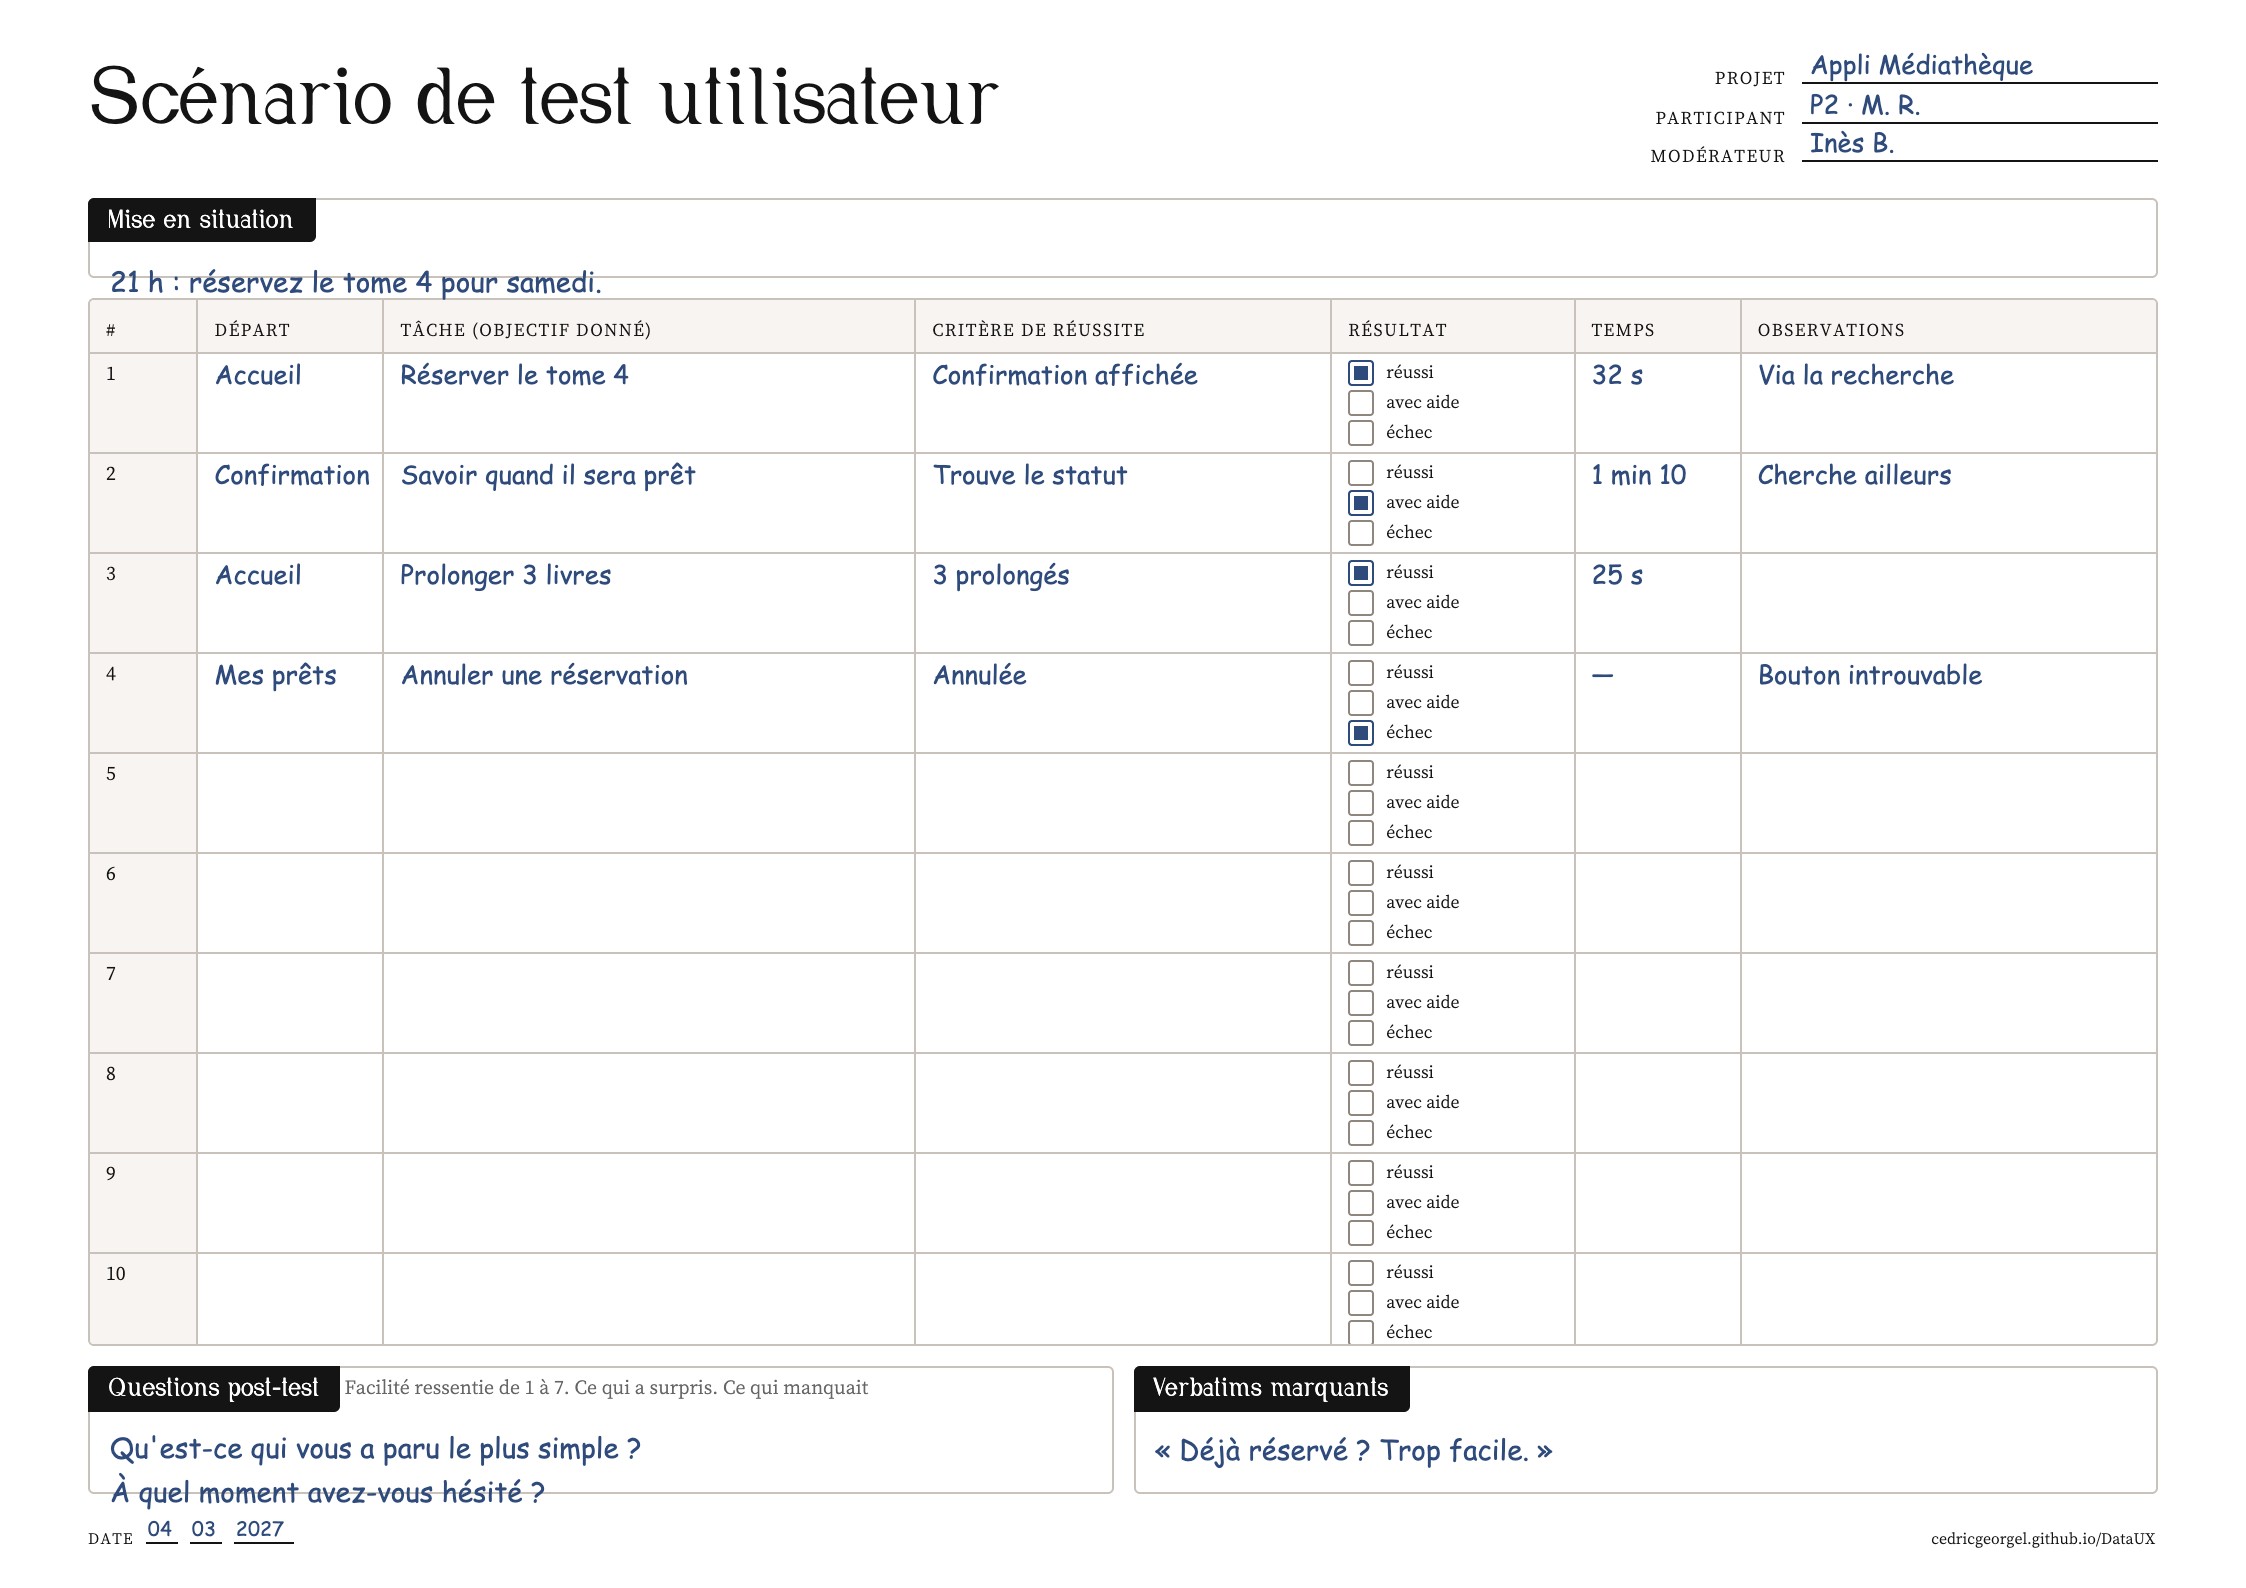 Scénario de test utilisateur
PROJET Appli Médiathèque
PARTICIPANT P2 · M. R.
MODÉRATEUR Inès B.
Mise en situation
21 h : réservez le tome 4 pour samedi.
# DÉPART TÂCHE (OBJECTIF DONNÉ) CRITÈRE DE RÉUSSITE RÉSULTAT TEMPS OBSERVATIONS
1 Accueil Réserver le tome 4 Confirmation affichée réussi 32 s Via la recherche
avec aide
échec
2 Confirmation Savoir quand il sera prêt Trouve le statut réussi 1 min 10 Cherche ailleurs
avec aide
échec
3 Accueil Prolonger 3 livres 3 prolongés réussi 25 s
avec aide
échec
4 Mes prêts Annuler une réservation Annulée réussi — Bouton introuvable
avec aide
échec
5 réussi
avec aide
échec
6 réussi
avec aide
échec
7 réussi
avec aide
échec
8 réussi
avec aide
échec
9 réussi
avec aide
échec
10 réussi
avec aide
échec
Questions post-test Facilité ressentie de 1 à 7. Ce qui a surpris. Ce qui manquait
Qu'est-ce qui vous a paru le plus simple ?
À quel moment avez-vous hésité ?
Verbatims marquants
« Déjà réservé ? Trop facile. »
DATE 04 03 2027
cedricgeorgel.github.io/DataUX